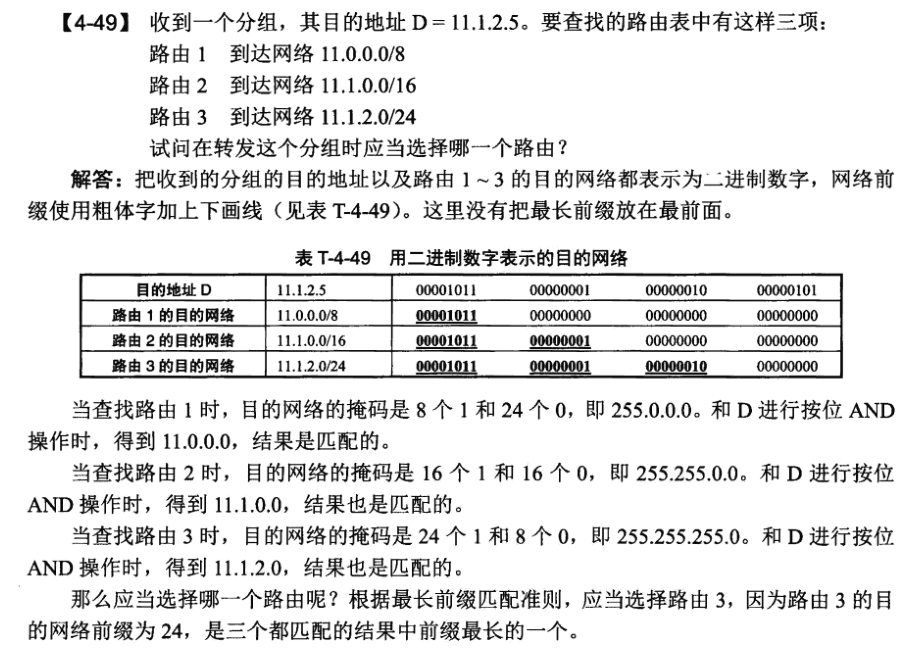 【4-49】 收到一个分组，其目的地址 D = 11.1.2.5。要查找的路由表中有这样三项：
路由 1 到达网络 11.0.0.0/8
路由 2 到达网络 11.1.0.0/16
路由 3 到达网络 11.1.2.0/24
试问在转发这个分组时应当选择哪一个路由？
解答：把收到的分组的目的地址以及路由 1 ~ 3 的目的网络都表示为二进制数字，网络前
缀使用粗体字加上下画线（见表 T-4-49）。这里没有把最长前缀放在最前面。
表 T-4-49 用二进制数字表示的目的网络
目的地址 D 11.1.2.5 00001011 00000001 00000010 00000101
路由 1 的目的网络 11.0.0.0/8 00001011 00000000 00000000 00000000
路由 2 的目的网络 11.1.0.0/16 00001011 00000001 00000000 00000000
路由 3 的目的网络 11.1.2.0/24 00001011 00000001 00000010 00000000
当查找路由 1 时，目的网络的掩码是 8 个 1 和 24 个 0，即 255.0.0.0。和 D 进行按位 AND
操作时，得到 11.0.0.0，结果是匹配的。
当查找路由 2 时，目的网络的掩码是 16 个 1 和 16 个 0，即 255.255.0.0。和 D 进行按位
AND 操作时，得到 11.1.0.0，结果也是匹配的。
当查找路由 3 时，目的网络的掩码是 24 个 1 和 8 个 0，即 255.255.255.0。和 D 进行按位
AND 操作时，得到 11.1.2.0，结果也是匹配的。
那么应当选择哪一个路由呢？根据最长前缀匹配准则，应当选择路由 3，因为路由 3 的目
的网络前缀为 24，是三个都匹配的结果中前缀最长的一个。